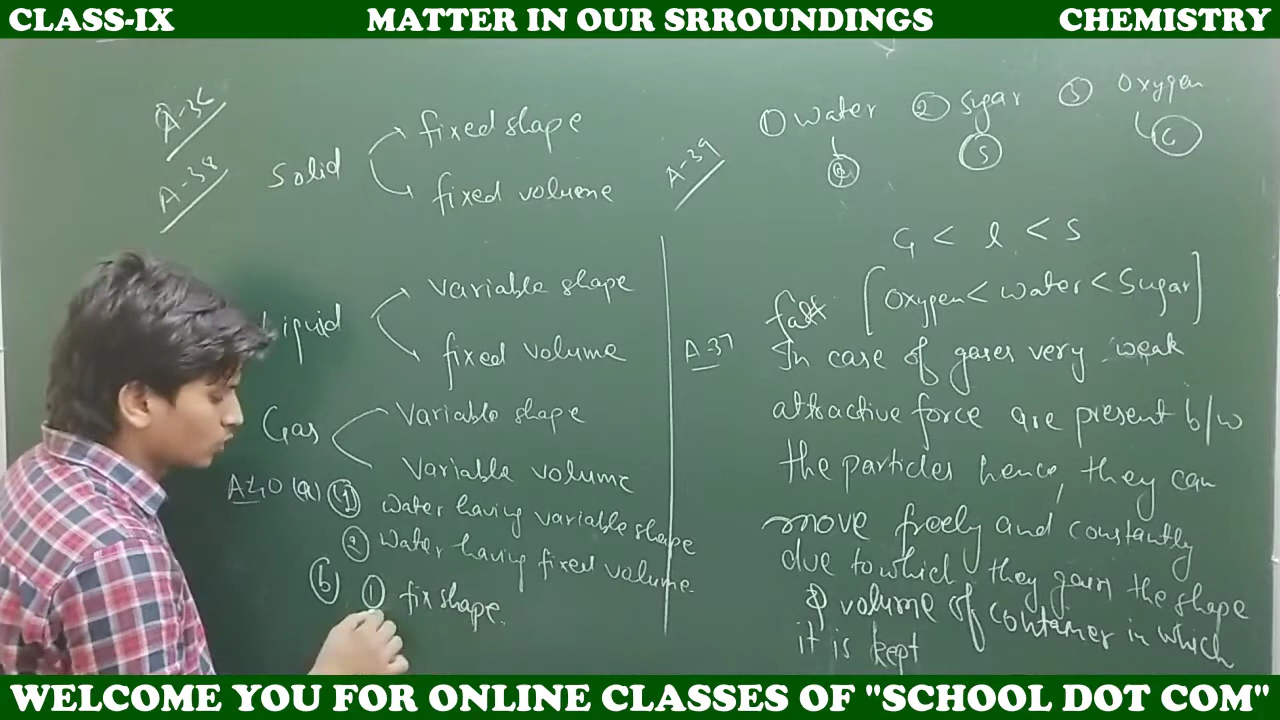 CLASS-IX MATTER IN OUR SRROUNDINGS CHEMISTRY
A-36
A-38
Solid
fixed shape
fixed volume
Liquid
variable shape
fixed volume
Gas
Variable shape
Variable volume
A40 (a) ① Water having variable shape
② Water having fixed volume
(b) ① fix shape.
A-39
① Water ② Sugar ③ Oxygen
S G
G < l < S
[Oxygen < Water < Sugar]
A-37
In case of gases very weak
attractive force are present b/w
the particles hence, they can
move freely and constantly
due to which they gain the shape
& volume of container in which
it is kept
WELCOME YOU FOR ONLINE CLASSES OF "SCHOOL DOT COM"